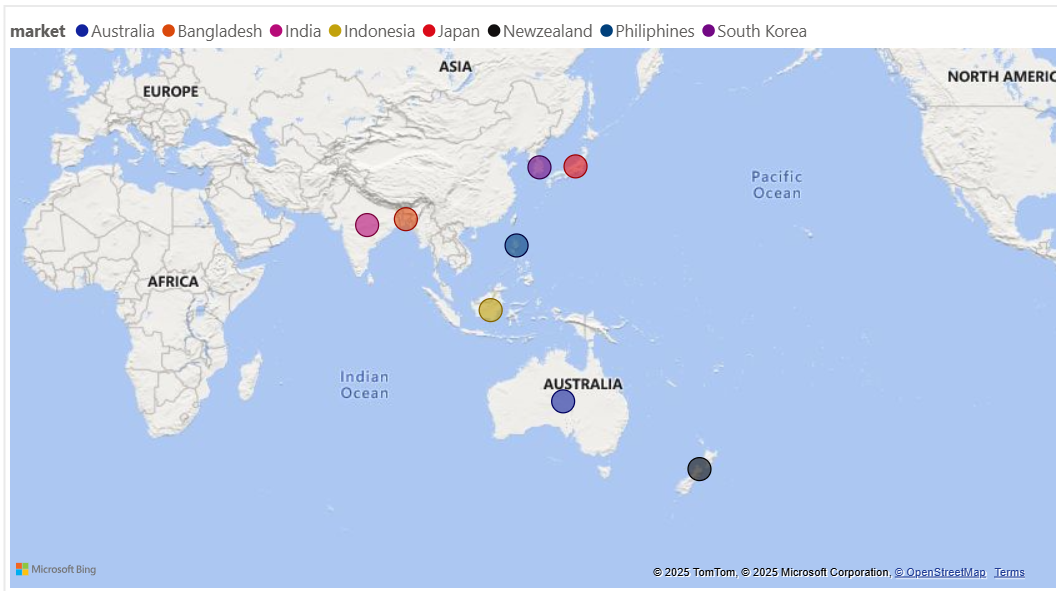 market Australia Bangladesh India Indonesia Japan Newzealand Philiphines South Korea
ASIA
NORTH AMERIC
EUROPE
Pacific
Ocean
AFRICA
Indian
Ocean
AUSTRALIA
Microsoft Bing
© 2025 TomTom, © 2025 Microsoft Corporation, © OpenStreetMap Terms